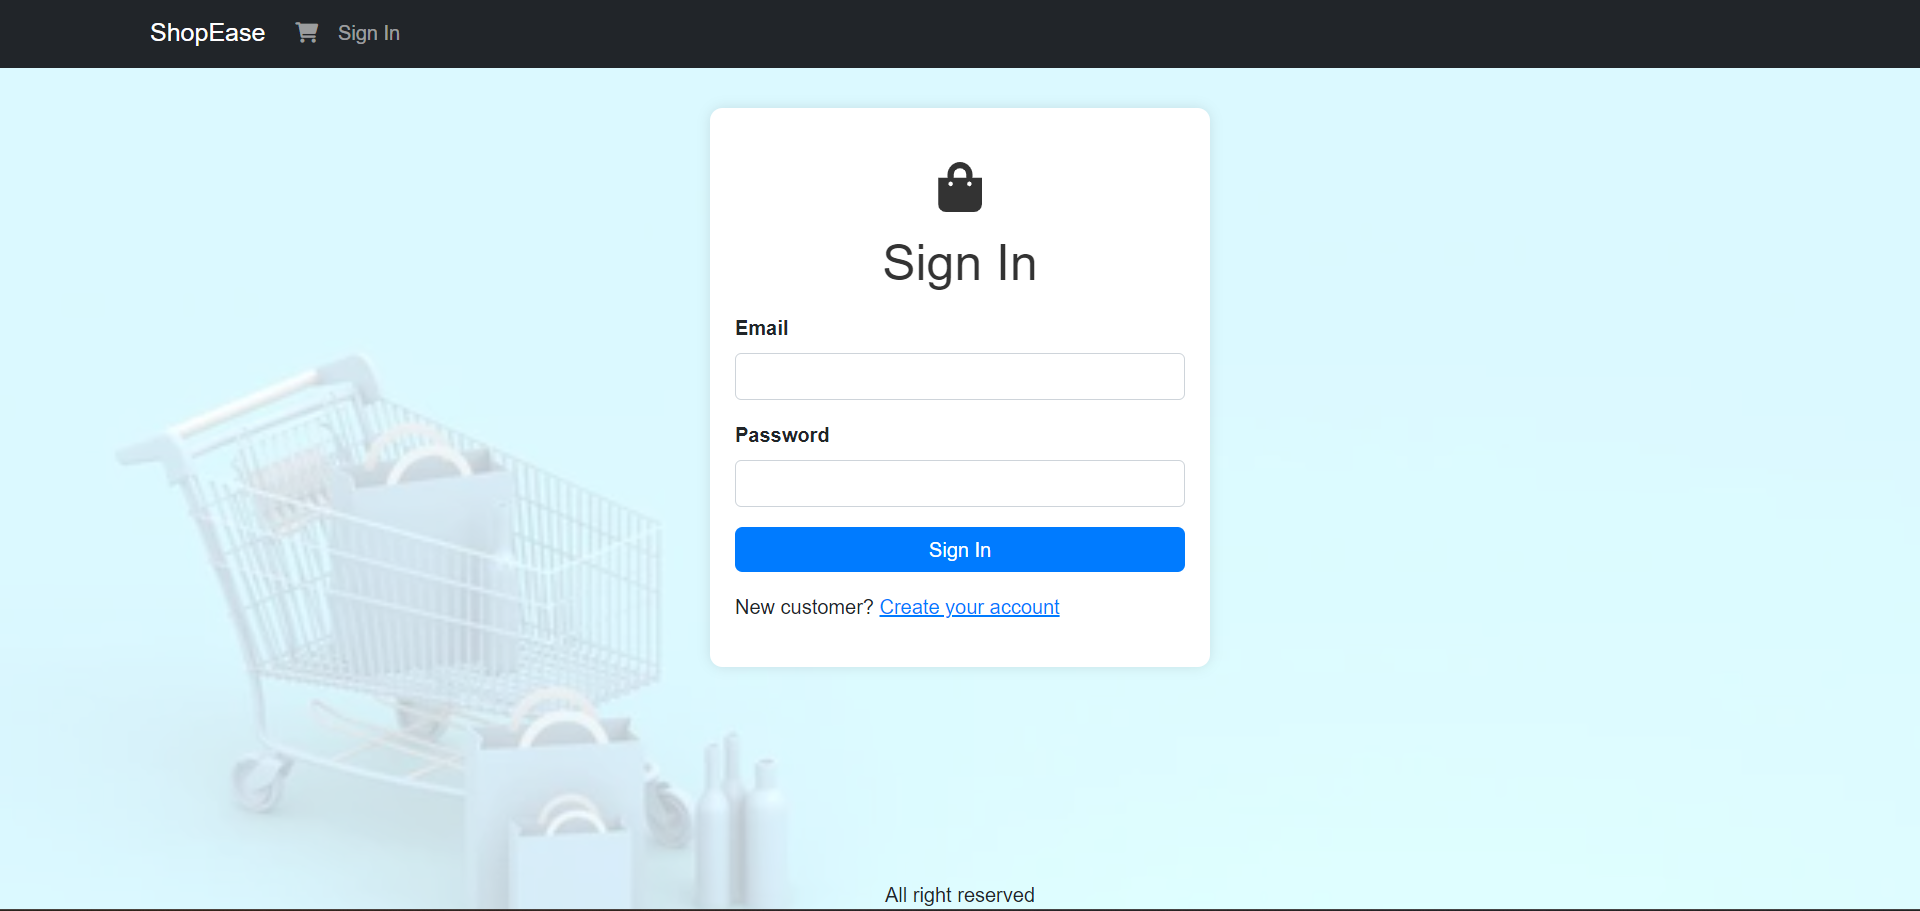 ShopEase Sign In
Sign In
Email
Password
Sign In
New customer? Create your account
All right reserved